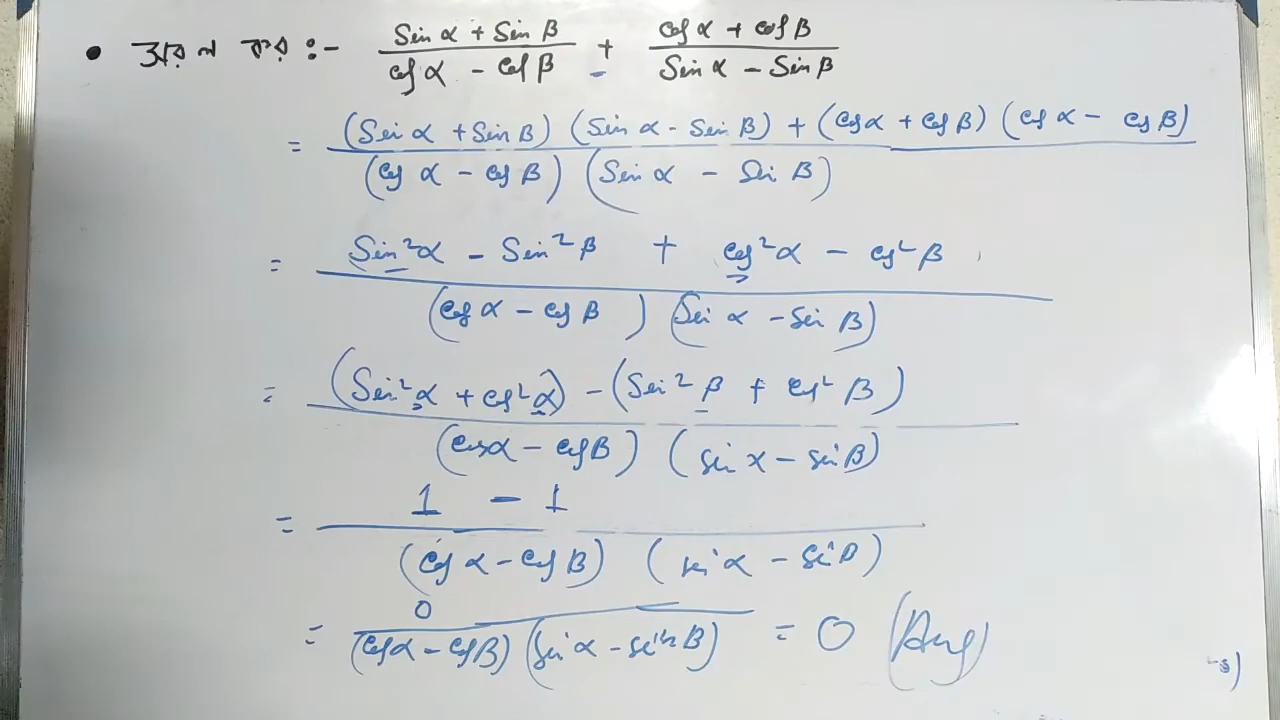 • সরল কর :- (Sin α + Sin β)/(Cos α - Cos β) + (Cos α + Cos β)/(Sin α - Sin β)
= ((Sin α + Sin β) (Sin α - Sin β) + (Cos α + Cos β) (Cos α - Cos β))/((Cos α - Cos β) (Sin α - Sin β))
= (Sin²α - Sin²β + Cos²α - Cos²β)/((Cos α - Cos β) (Sin α - Sin β))
= ((Sin²α + Cos²α) - (Sin²β + Cos²β))/((Cos α - Cos β) (Sin α - Sin β))
= (1 - 1)/((Cos α - Cos β) (Sin α - Sin β))
= 0/((Cos α - Cos β) (Sin α - Sin β)) = 0 (Ans)